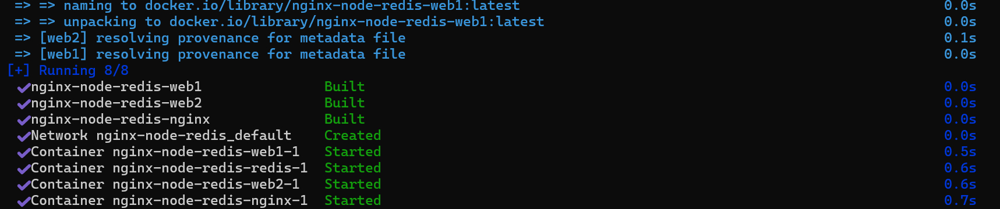 => => naming to docker.io/library/nginx-node-redis-web1:latest 0.0s
=> => unpacking to docker.io/library/nginx-node-redis-web1:latest 0.0s
=> [web2] resolving provenance for metadata file 0.1s
=> [web1] resolving provenance for metadata file 0.0s
[+] Running 8/8
✔nginx-node-redis-web1 Built 0.0s
✔nginx-node-redis-web2 Built 0.0s
✔nginx-node-redis-nginx Built 0.0s
✔Network nginx-node-redis_default Created 0.0s
✔Container nginx-node-redis-web1-1 Started 0.5s
✔Container nginx-node-redis-redis-1 Started 0.6s
✔Container nginx-node-redis-web2-1 Started 0.6s
✔Container nginx-node-redis-nginx-1 Started 0.7s